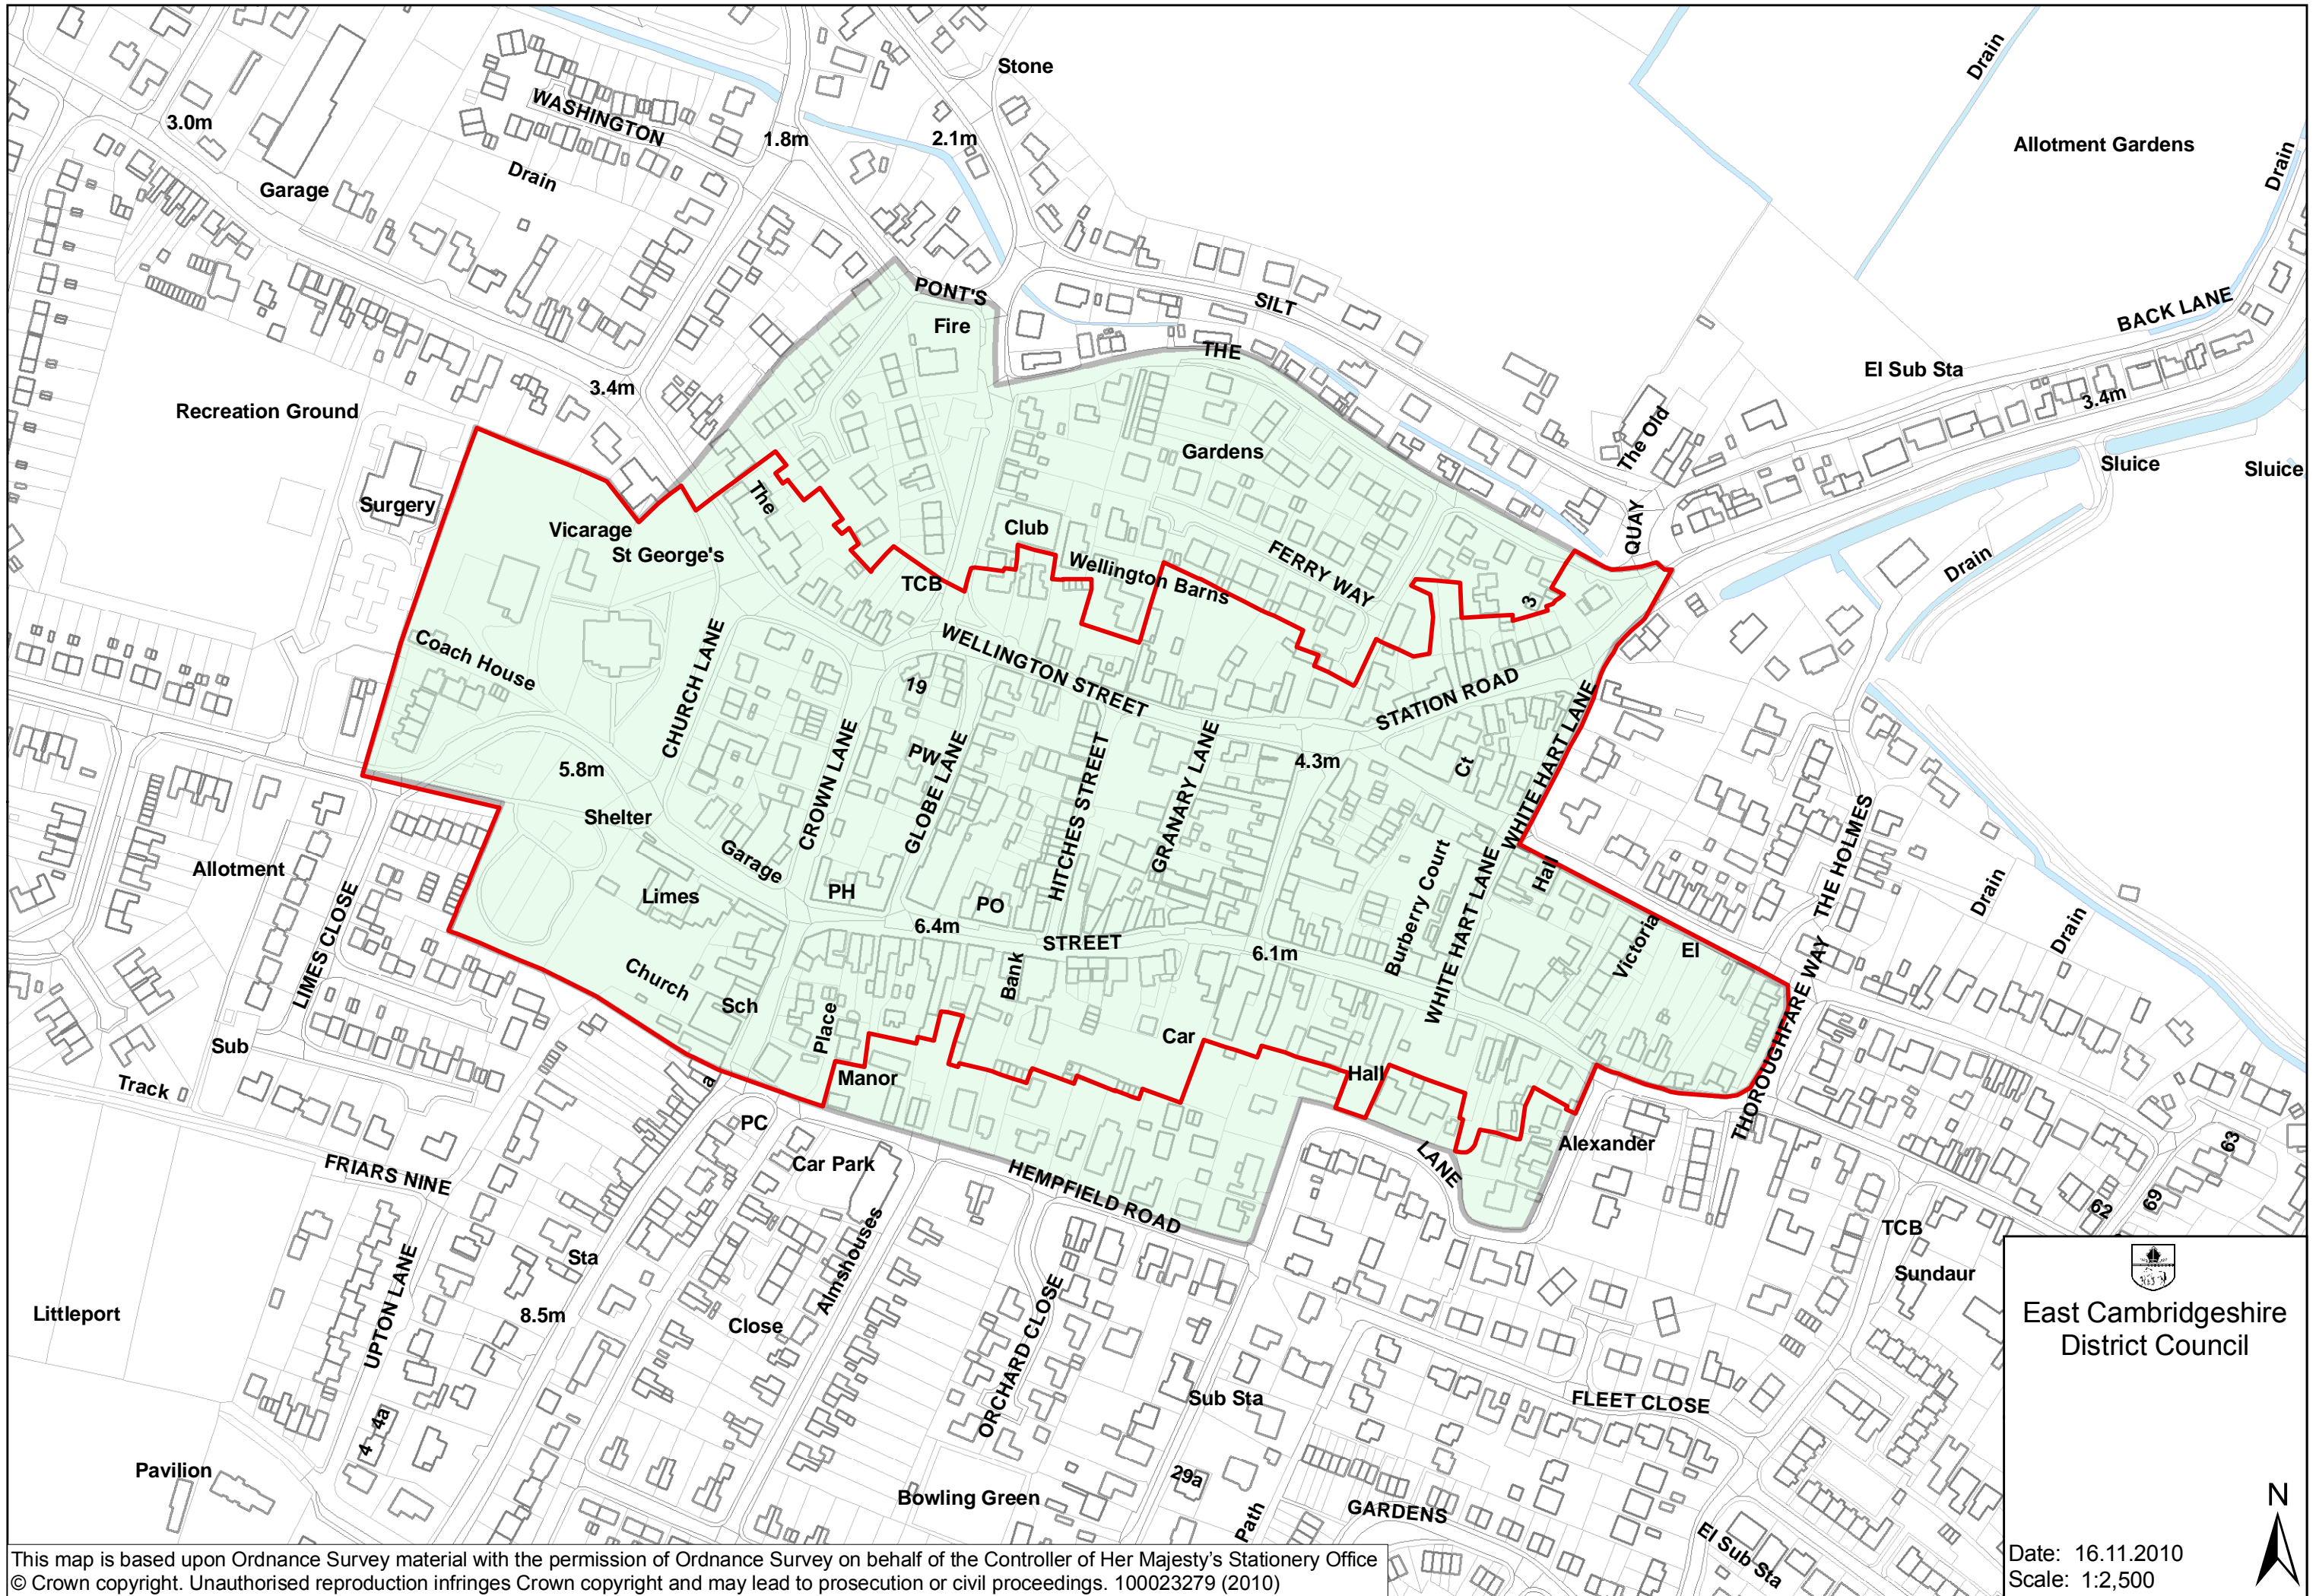 Stone
Drain
WASHINGTON
3.0m
1.8m
2.1m
Allotment Gardens
Drain
Drain
Garage
PONT'S
SILT
BACK LANE
Fire
THE
El Sub Sta
3.4m
3.4m
Recreation Ground
Gardens
The Old
Sluice
Sluice
Surgery
The
Vicarage
Club
QUAY
St George's
Wellington Barns
FERRY WAY
Drain
TCB
3
Coach House
CHURCH LANE
WELLINGTON STREET
19
STATION ROAD
WHITE HART LANE
5.8m
CROWN LANE
PW
GLOBE LANE
HITCHES STREET
GRANARY LANE
4.3m
Ct
Shelter
Garage
THE HOLMES
Allotment
Limes
PH
PO
Burberry Court
WHITE HART LANE
Hall
Drain
LIMES CLOSE
6.4m
STREET
6.1m
Victoria
El
Drain
Church
Sch
Bank
Place
Car
THOROUGHFARE WAY
Sub
Track
a
Manor
Hall
PC
Alexander
63
FRIARS NINE
Car Park
HEMPFIELD ROAD
LANE
62
69
TCB
Sta
Almshouses
Sundaur
Littleport
UPTON LANE
8.5m
Close
ORCHARD CLOSE
East Cambridgeshire
District Council
Sub Sta
FLEET CLOSE
4
4a
Pavilion
29a
Bowling Green
Path
GARDENS
El Sub Sta
N
Date: 16.11.2010
Scale: 1:2,500
This map is based upon Ordnance Survey material with the permission of Ordnance Survey on behalf of the Controller of Her Majesty's Stationery Office
© Crown copyright. Unauthorised reproduction infringes Crown copyright and may lead to prosecution or civil proceedings. 100023279 (2010)